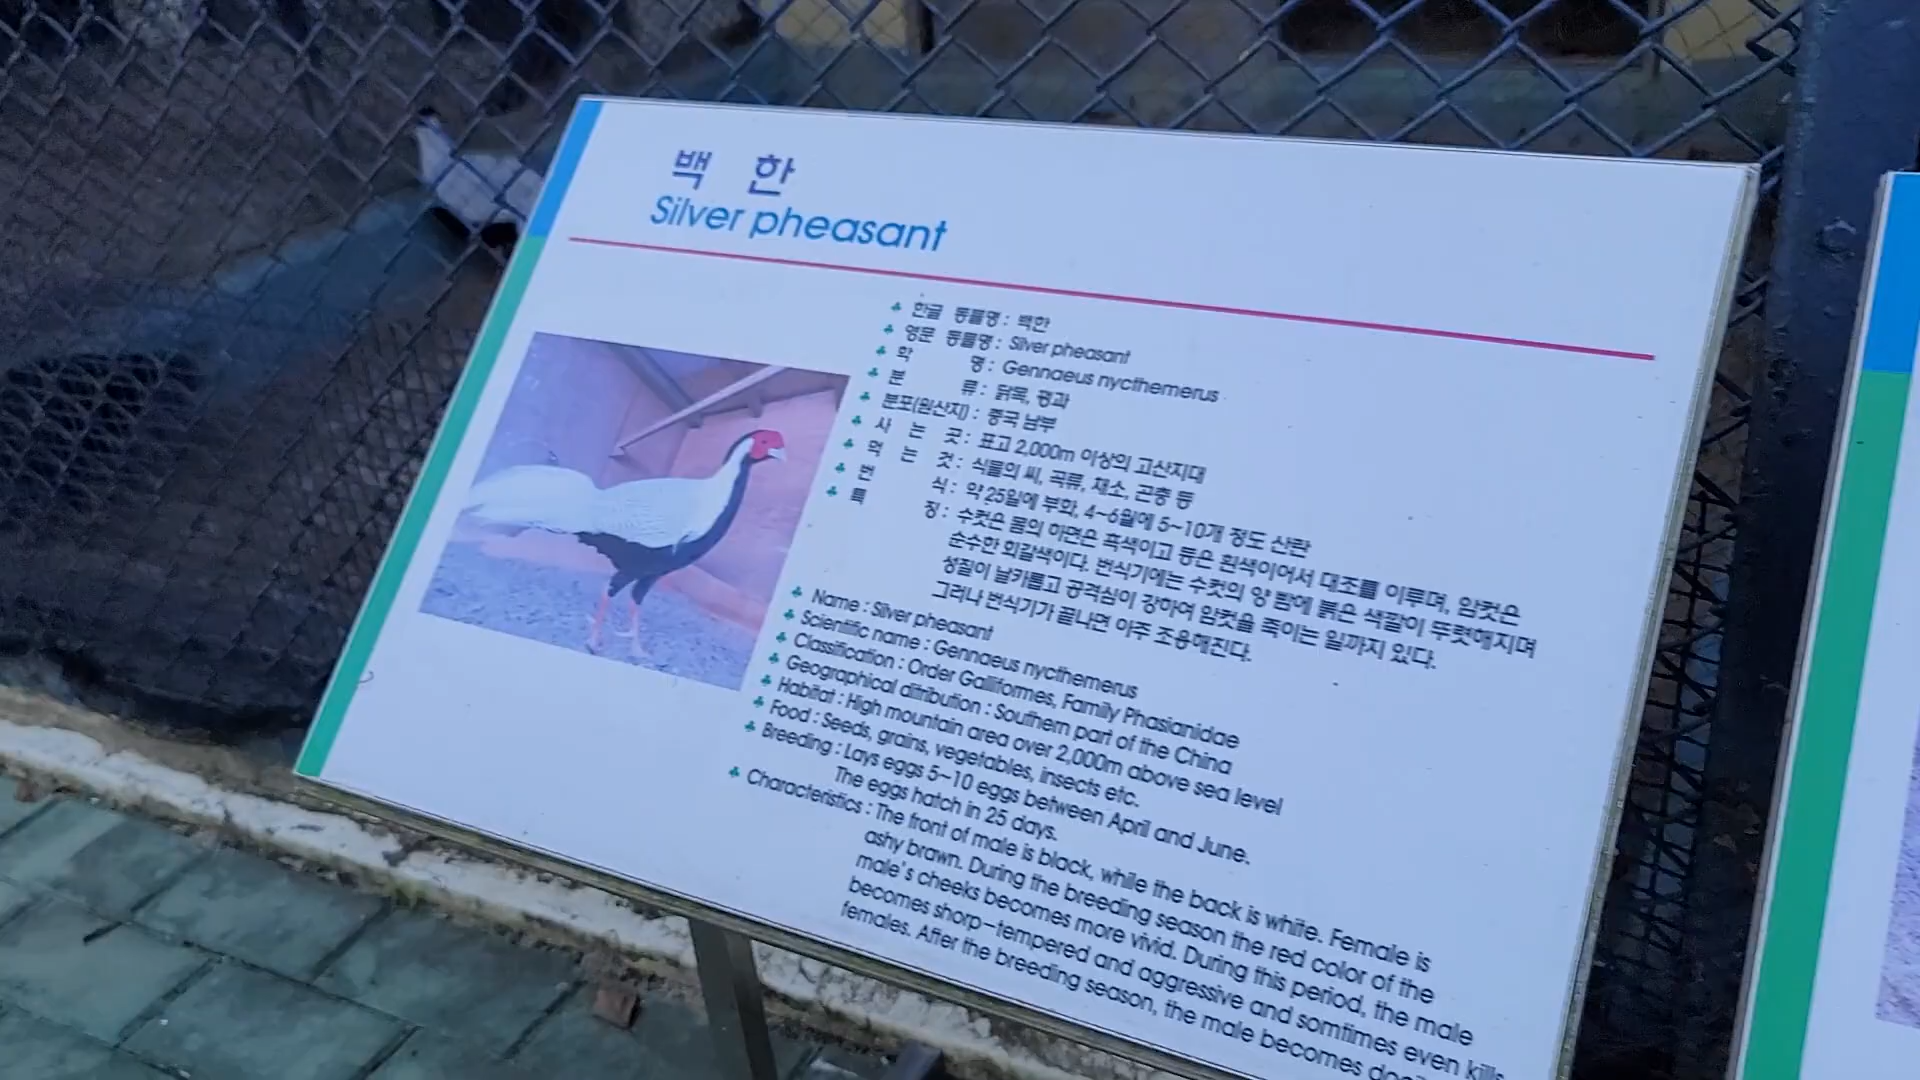 백 한
Silver pheasant
한글 동물명 : 백한
영문 동물명 : Silver pheasant
학 명 : Gennaeus nycthemerus
분 류 : 닭목, 꿩과
분포(원산지) : 중국 남부
사 는 곳 : 표고 2,000m 이상의 고산지대
먹 는 것 : 식물의 씨, 곡류, 채소, 곤충 등
번 식 : 약 25일에 부화, 4~6월에 5~10개 정도 산란
특 징 : 수컷은 몸의 하면은 흑색이고 등은 흰색이어서 대조를 이루며, 암컷은
순수한 회갈색이다. 번식기에는 수컷의 양 뺨에 붉은 색깔이 뚜렷해지며
성질이 날카롭고 공격심이 강하여 암컷을 죽이는 일까지 있다.
그러나 번식기가 끝나면 아주 조용해진다.
Name : Silver pheasant
Scientific name : Gennaeus nycthemerus
Classification : Order Galliformes, Family Phasianidae
Geographical ditribution : Southern part of the China
Habitat : High mountain area over 2,000m above sea level
Food : Seeds, grains, vegetables, insects etc.
Breeding : Lays eggs 5~10 eggs between April and June.
The eggs hatch in 25 days.
Characteristics : The front of male is black, while the back is white. Female is
ashy brawn. During the breeding season the red color of the
male's cheeks becomes more vivid. During this period, the male
becomes shorp-tempered and aggressive and somtimes even kills
females. After the breeding season, the male becomes